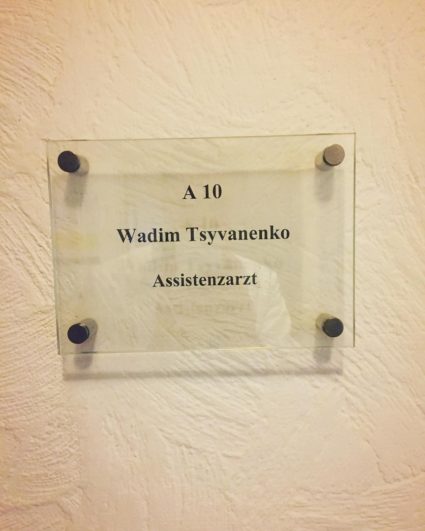 A 10
Wadim Tsyvanenko
Assistenzarzt